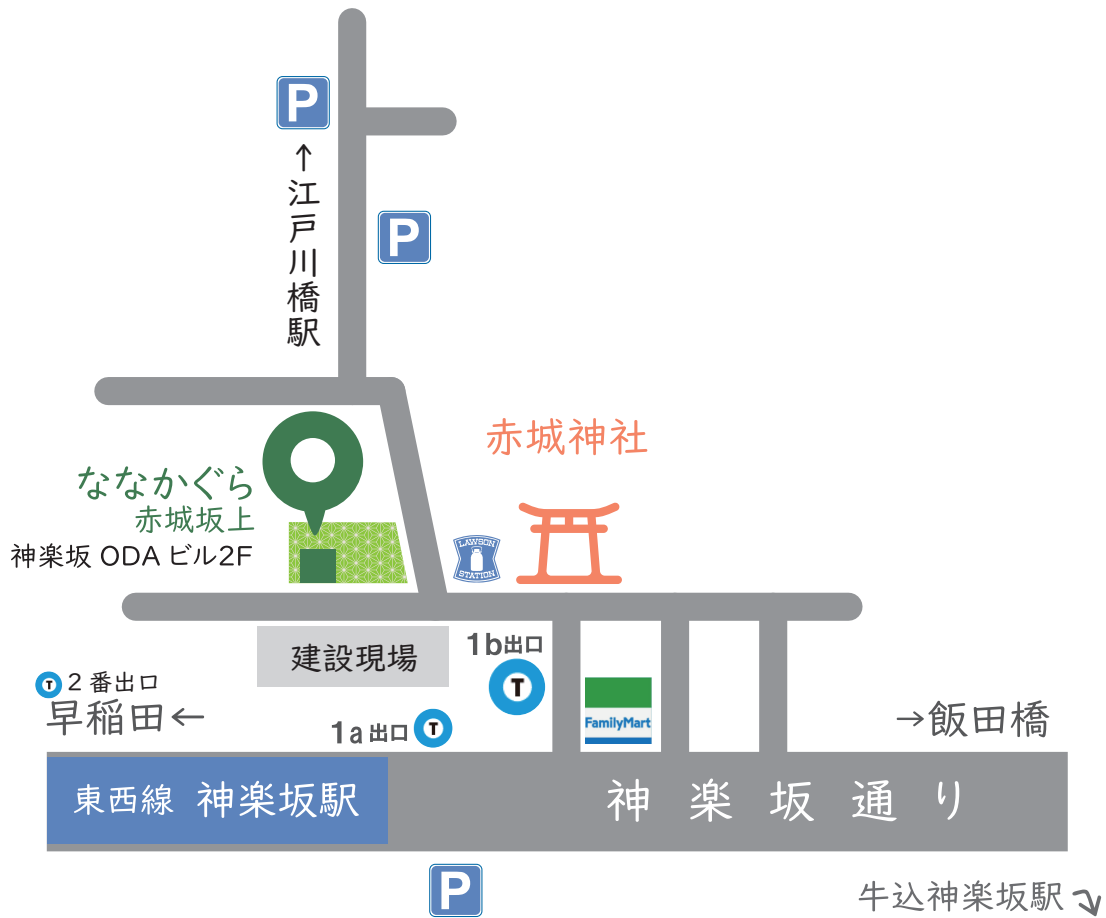 P
↑江戸川橋駅
P
赤城神社
ななかぐら
赤城坂上
神楽坂 ODA ビル2F
LAWSON
STATION
1b出口
T
建設現場
T 2番出口
早稲田←
1a出口 T
FamilyMart
→飯田橋
東西線 神楽坂駅
神楽坂通り
P
牛込神楽坂駅